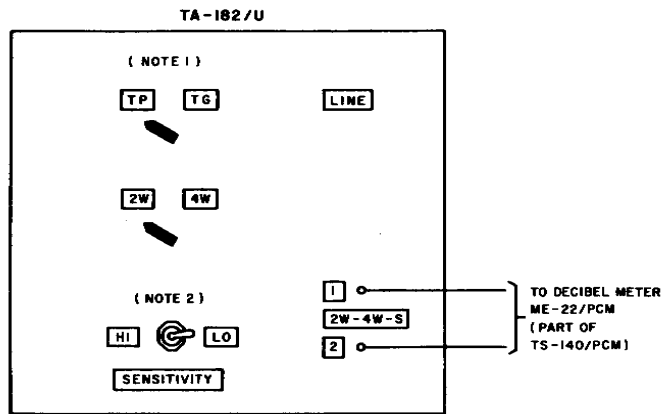 TA-182/U
( NOTE 1 )
TP TG LINE
2W 4W
( NOTE 2 )
HI LO
SENSITIVITY
1
2W-4W-S
2
TO DECIBEL METER
ME-22/PCM
( PART OF
TS-140/PCM)